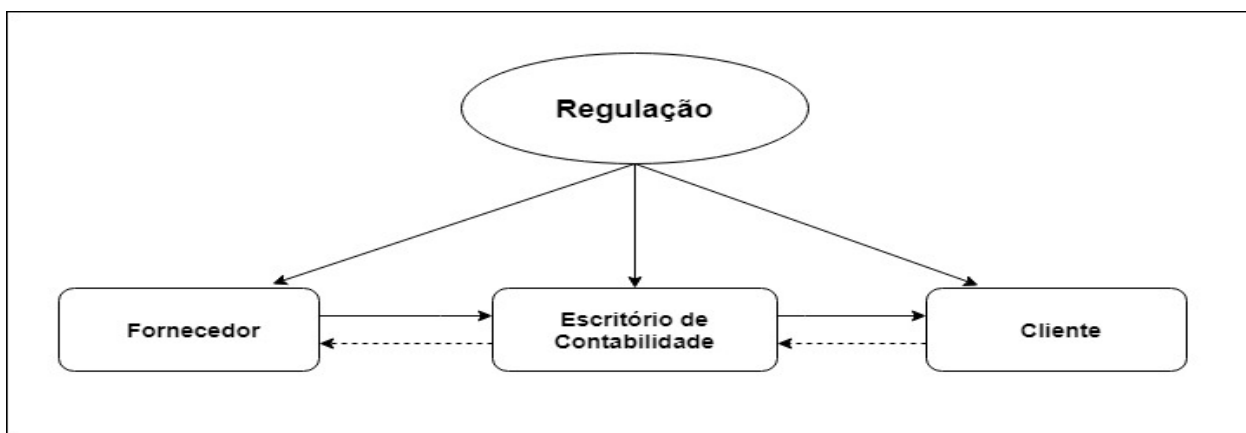 Regulação
Fornecedor
Escritório de
Contabilidade
Cliente